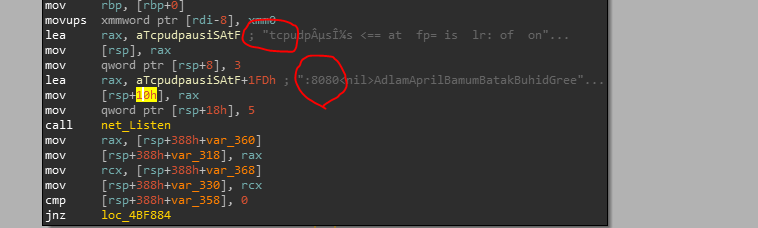 mov rbp, [rbp+0]
movups xmmword ptr [rdi-8], xmm0
lea rax, aTcpudpausiSAtF ; "tcpudpÂµsÎ¾s <== at fp= is lr: of on"...
mov [rsp], rax
mov qword ptr [rsp+8], 3
lea rax, aTcpudpausiSAtF+1FDh ; ":8080<nil>AdlamAprilBamumBatakBuhidGree"...
mov [rsp+10h], rax
mov qword ptr [rsp+18h], 5
call net_Listen
mov rax, [rsp+388h+var_360]
mov [rsp+388h+var_318], rax
mov rcx, [rsp+388h+var_368]
mov [rsp+388h+var_330], rcx
cmp [rsp+388h+var_358], 0
jnz loc_4BF884